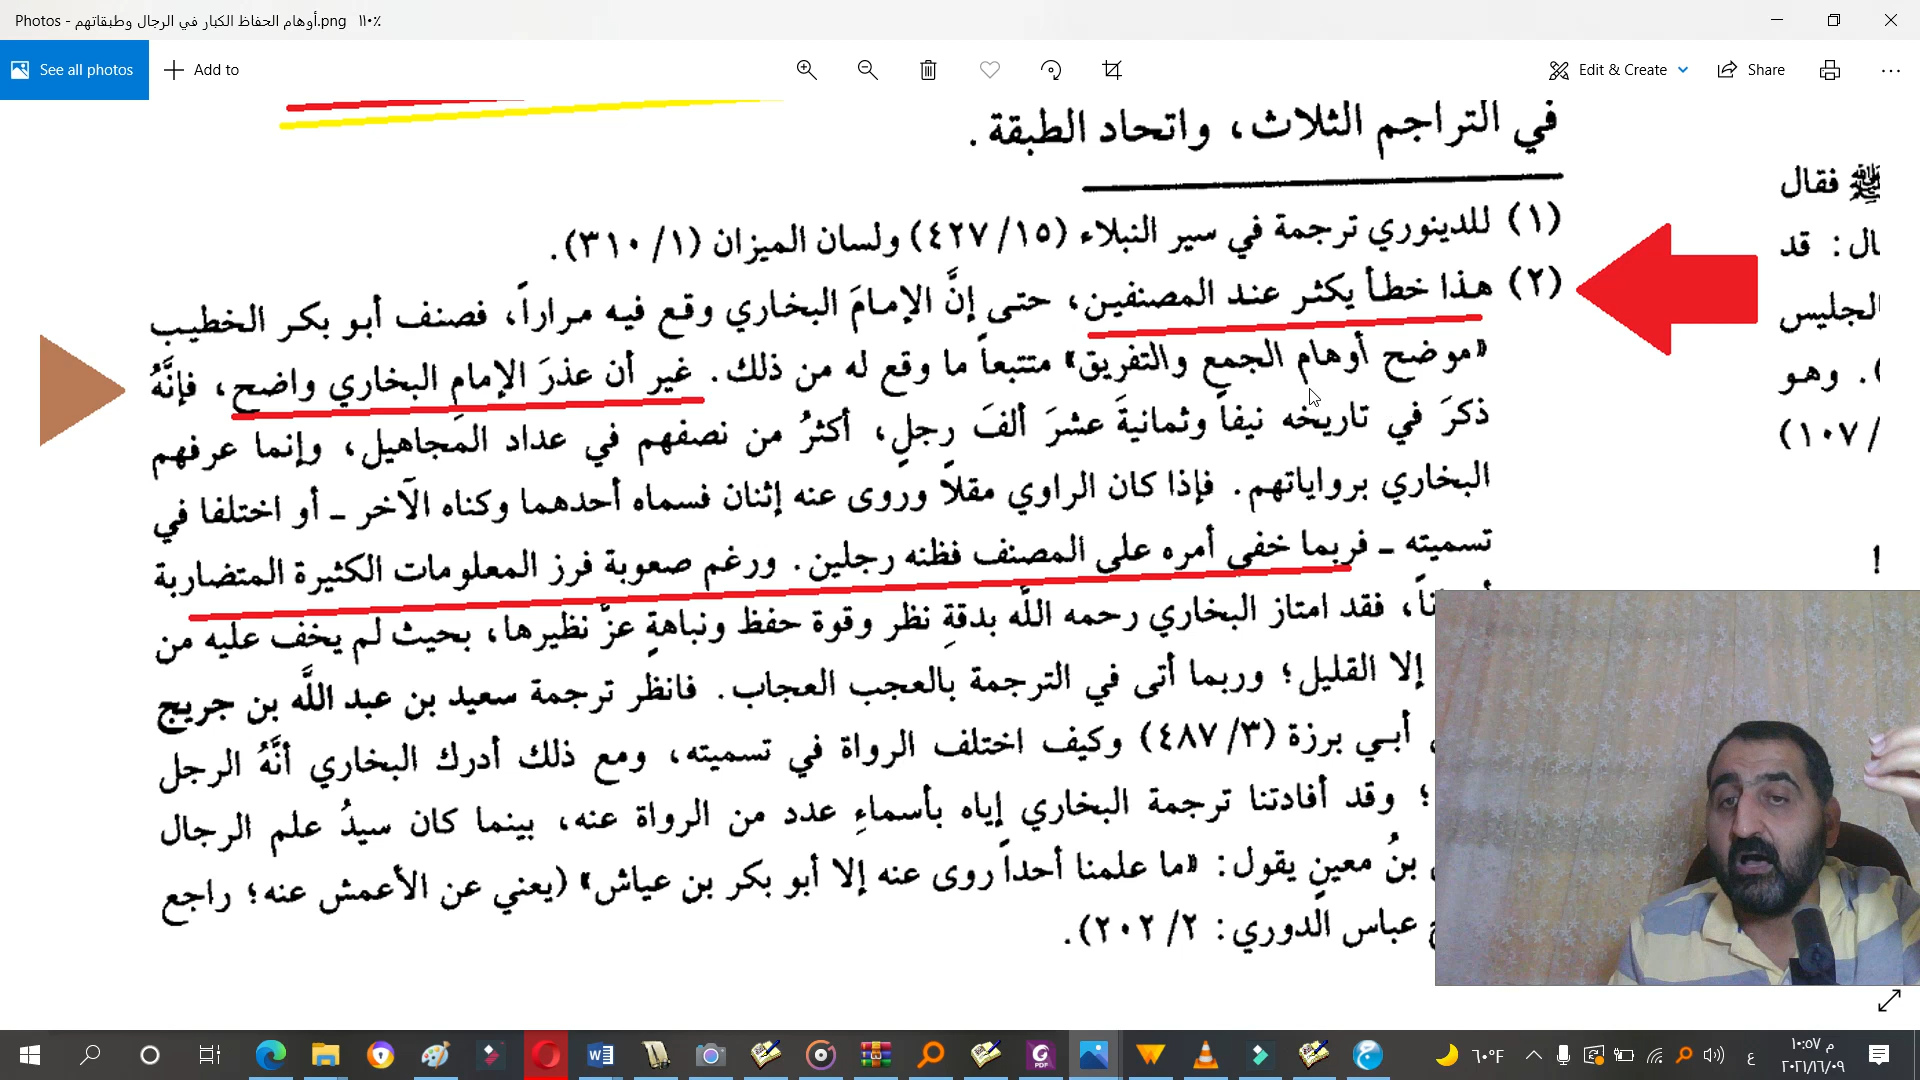 Photos - أوهام الحفاظ الكبار في الرجال وطبقاتهم.png ١١٠٪
See all photos
Add to
Edit & Create
Share
في التراجم الثلاث، واتحاد الطبقة .
(١) للدينوري ترجمة في سير النبلاء (١٥/ ٤٢٧) ولسان الميزان (١/ ٣١٠).
(٢) هذا خطأ يكثر عند المصنفين، حتى إنَّ الإمامَ البخاري وقع فيه مراراً، فصنف أبو بكر الخطيب
«موضح أوهام الجمع والتفريق» متتبعاً ما وقع له من ذلك. غير أن عذرَ الإمامِ البخاري واضح، فإنَّهُ
ذكرَ في تاريخه نيفاً وثمانيةَ عشرَ ألفَ رجلٍ، أكثرُ من نصفهم في عداد المجاهيل، وإنما عرفهم
البخاري برواياتهم. فإذا كان الراوي مقلاً وروى عنه إثنان فسماه أحدهما وكناه الآخر ـ أو اختلفا في
تسميته ـ فربما خفي أمره على المصنف فظنه رجلين. ورغم صعوبة فرز المعلومات الكثيرة المتضاربة
، فقد امتاز البخاري رحمه اللَّه بدقةِ نظر وقوة حفظ ونباهةٍ عزَّ نظيرها، بحيث لم يخف عليه من
إلا القليل؛ وربما أتى في الترجمة بالعجب العجاب. فانظر ترجمة سعيد بن عبد اللَّه بن جريج
أبي برزة (٣/ ٤٨٧) وكيف اختلف الرواة في تسميته، ومع ذلك أدرك البخاري أنَّهُ الرجل
؛ وقد أفادتنا ترجمة البخاري إياه بأسماءِ عدد من الرواة عنه، بينما كان سيدُ علم الرجال
بنُ معينٍ يقول: «ما علمنا أحداً روى عنه إلا أبو بكر بن عياش» (يعني عن الأعمش عنه؛ راجع
عباس الدوري: ٢/ ٢٠٢).
ﷺ فقال
قد
الجليس
). وهو
/ ١٠٧)
!
٦٠°F
ع
١٠:٥٧ م